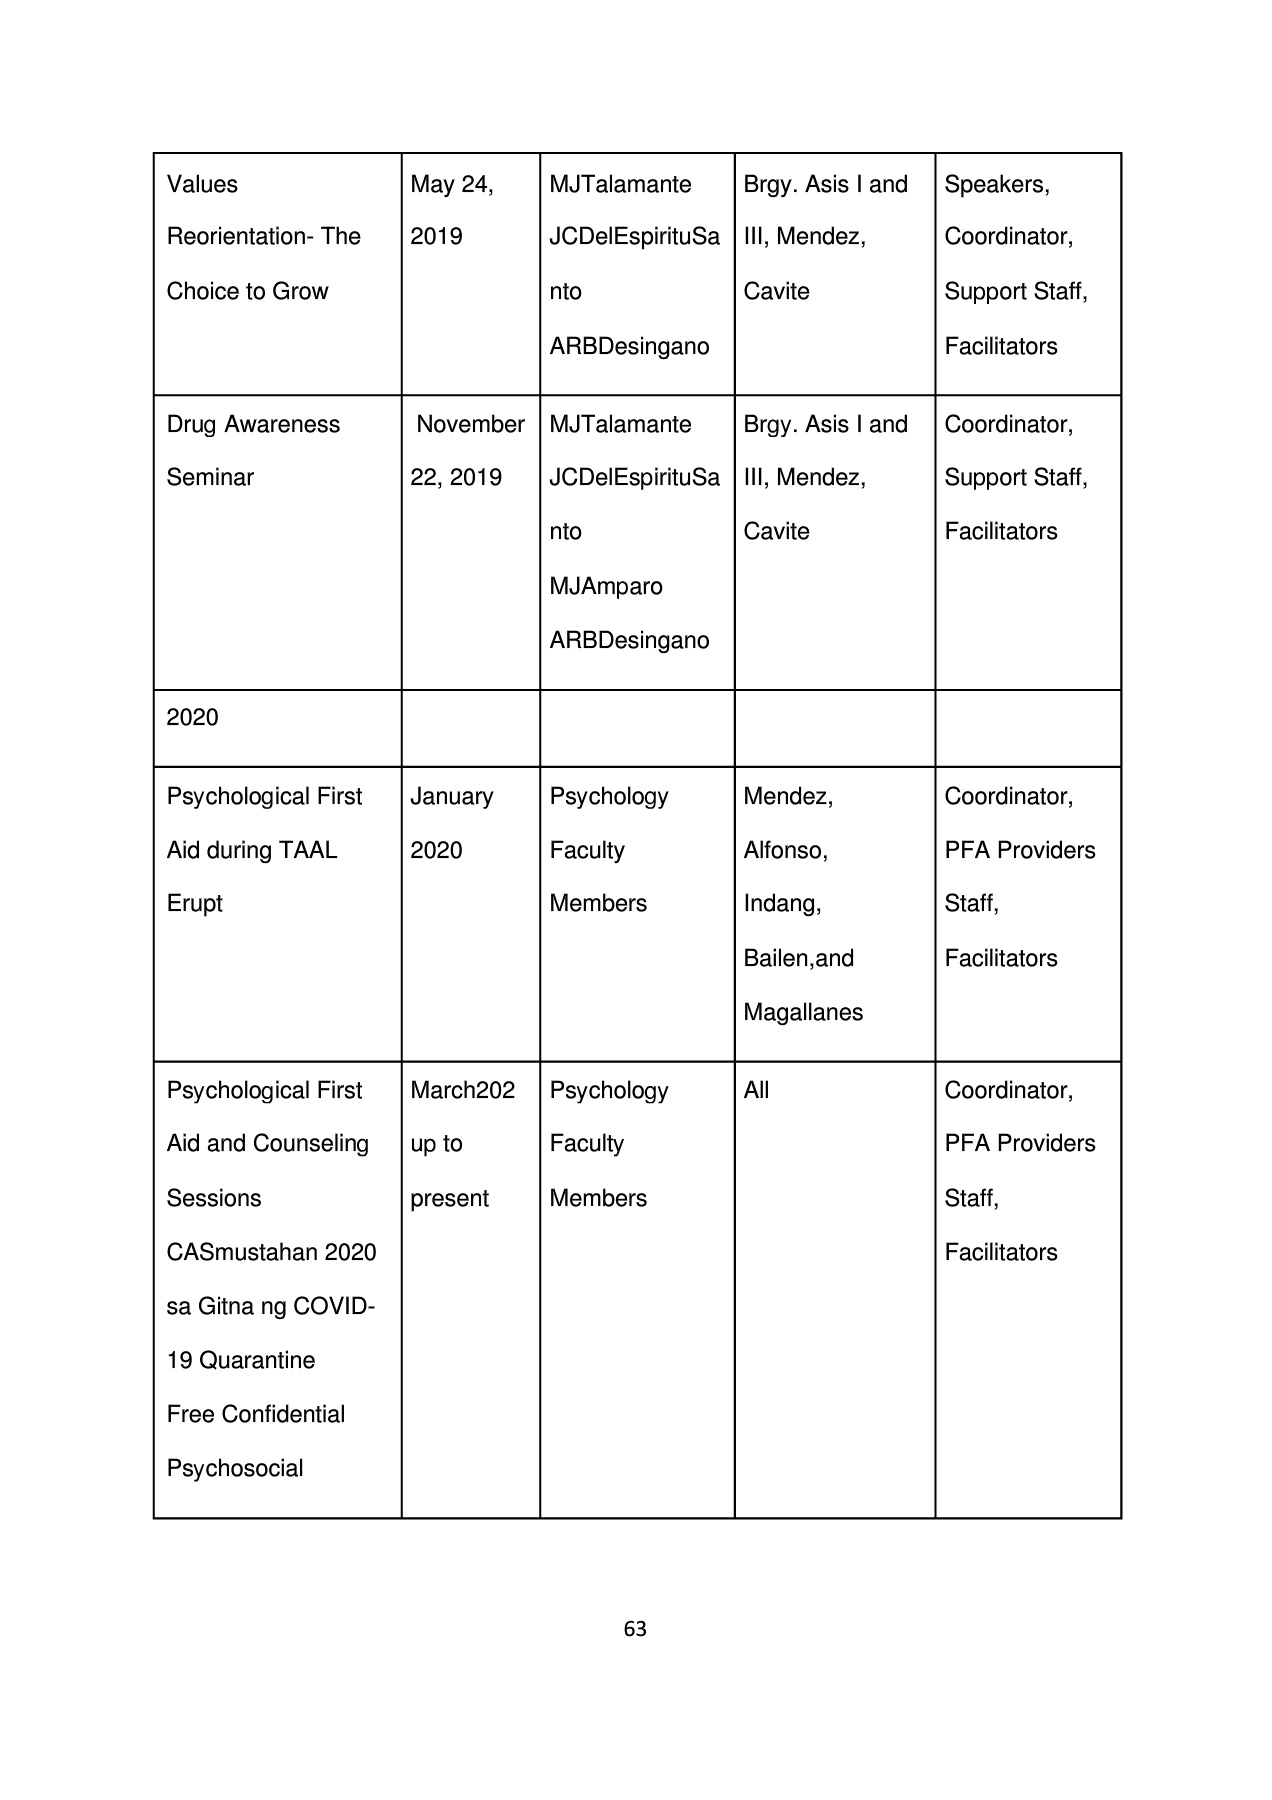 Values
Reorientation- The
Choice to Grow
May 24,
2019
MJTalamante
JCDelEspirituSa
nto
ARBDesingano
Brgy. Asis I and
III, Mendez,
Cavite
Speakers,
Coordinator,
Support Staff,
Facilitators
Drug Awareness
Seminar
November
22, 2019
MJTalamante
JCDelEspirituSa
nto
MJAmparo
ARBDesingano
Brgy. Asis I and
III, Mendez,
Cavite
Coordinator,
Support Staff,
Facilitators
2020
Psychological First
Aid during TAAL
Erupt
January
2020
Psychology
Faculty
Members
Mendez,
Alfonso,
Indang,
Bailen,and
Magallanes
Coordinator,
PFA Providers
Staff,
Facilitators
Psychological First
Aid and Counseling
Sessions
CASmustahan 2020
sa Gitna ng COVID-
19 Quarantine
Free Confidential
Psychosocial
March202
up to
present
Psychology
Faculty
Members
All
Coordinator,
PFA Providers
Staff,
Facilitators
63